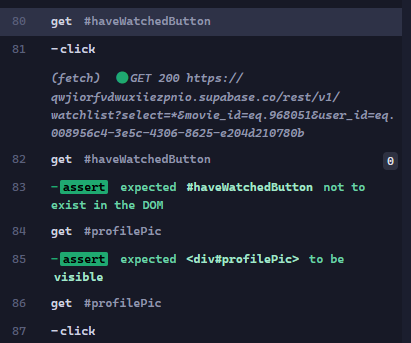 80 get #haveWatchedButton
81 -click
(fetch) GET 200 https://
qwjiorfvdwuxiiezpnio.supabase.co/rest/v1/
watchlist?select=*&movie_id=eq.968051&user_id=eq.
008956c4-3e5c-4306-8625-e204d210780b
82 get #haveWatchedButton 0
83 -assert expected #haveWatchedButton not to
exist in the DOM
84 get #profilePic
85 -assert expected <div#profilePic> to be
visible
86 get #profilePic
87 -click